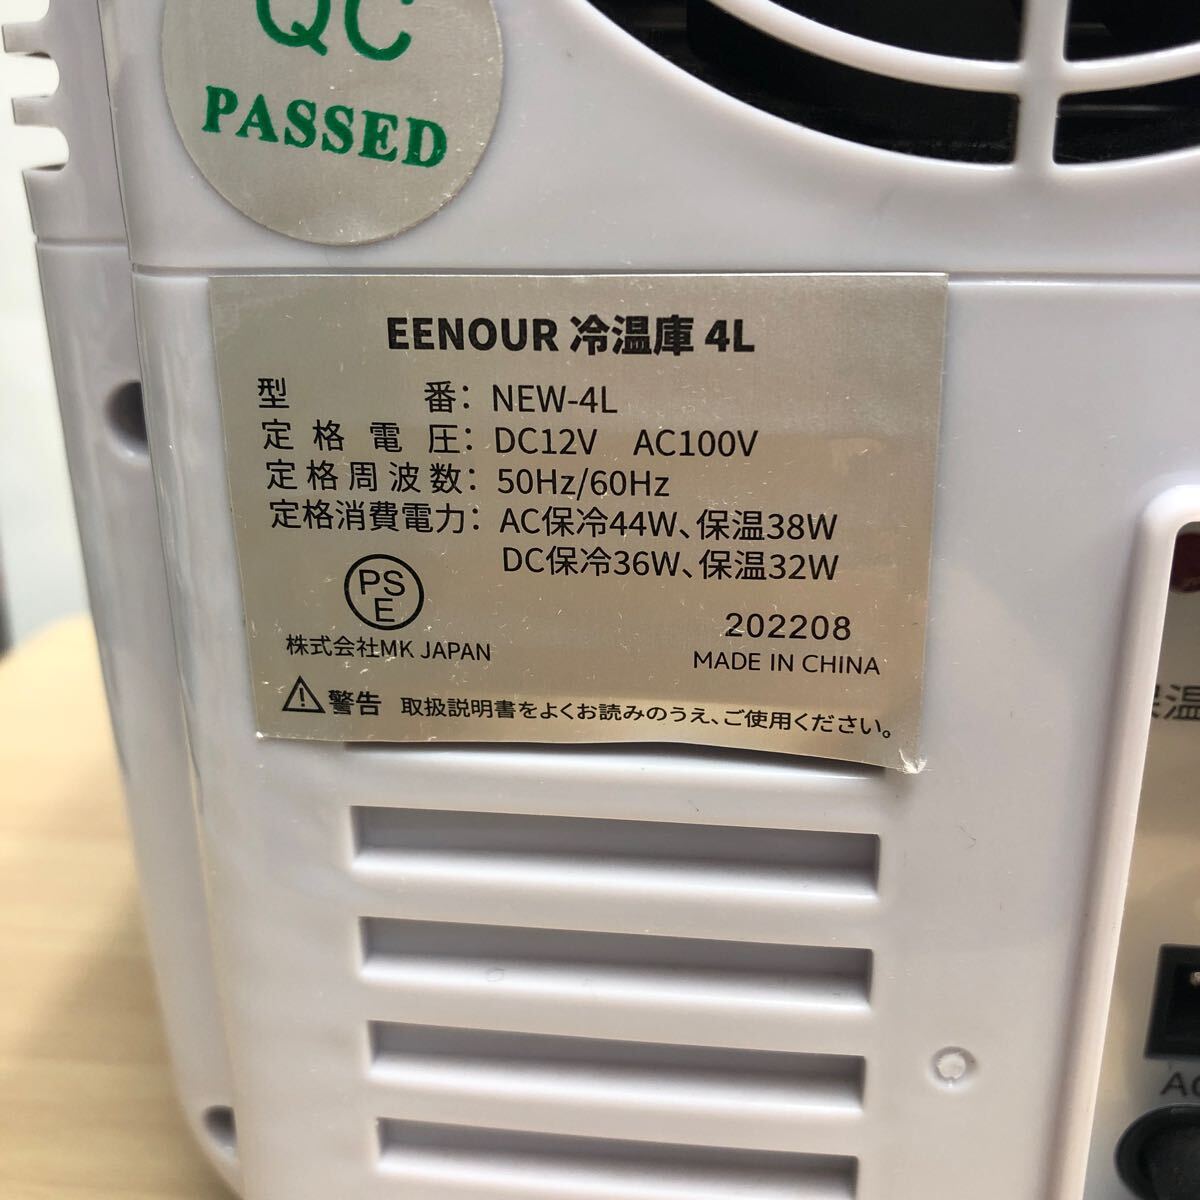 QC
PASSED
EENOUR 冷温庫 4L
型番： NEW-4L
定格電圧： DC12V AC100V
定格周波数： 50Hz/60Hz
定格消費電力： AC保冷44W、保温38W
DC保冷36W、保温32W
PSE
株式会社MK JAPAN
202208
MADE IN CHINA
⚠警告 取扱説明書をよくお読みのうえ、ご使用ください。
保温
AC